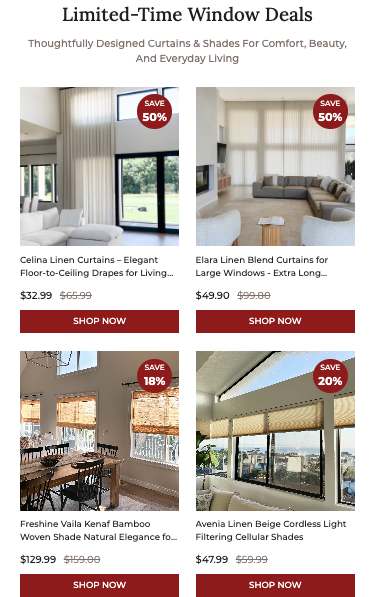 Limited-Time Window Deals
Thoughtfully Designed Curtains & Shades For Comfort, Beauty,
And Everyday Living
SAVE
50%
SAVE
50%
Celina Linen Curtains – Elegant
Floor-to-Ceiling Drapes for Living...
Elara Linen Blend Curtains for
Large Windows - Extra Long...
$32.99 $65.99
$49.90 $99.80
SHOP NOW
SHOP NOW
SAVE
18%
SAVE
20%
Freshine Vaila Kenaf Bamboo
Woven Shade Natural Elegance fo...
Avenia Linen Beige Cordless Light
Filtering Cellular Shades
$129.99 $159.00
$47.99 $59.99
SHOP NOW
SHOP NOW